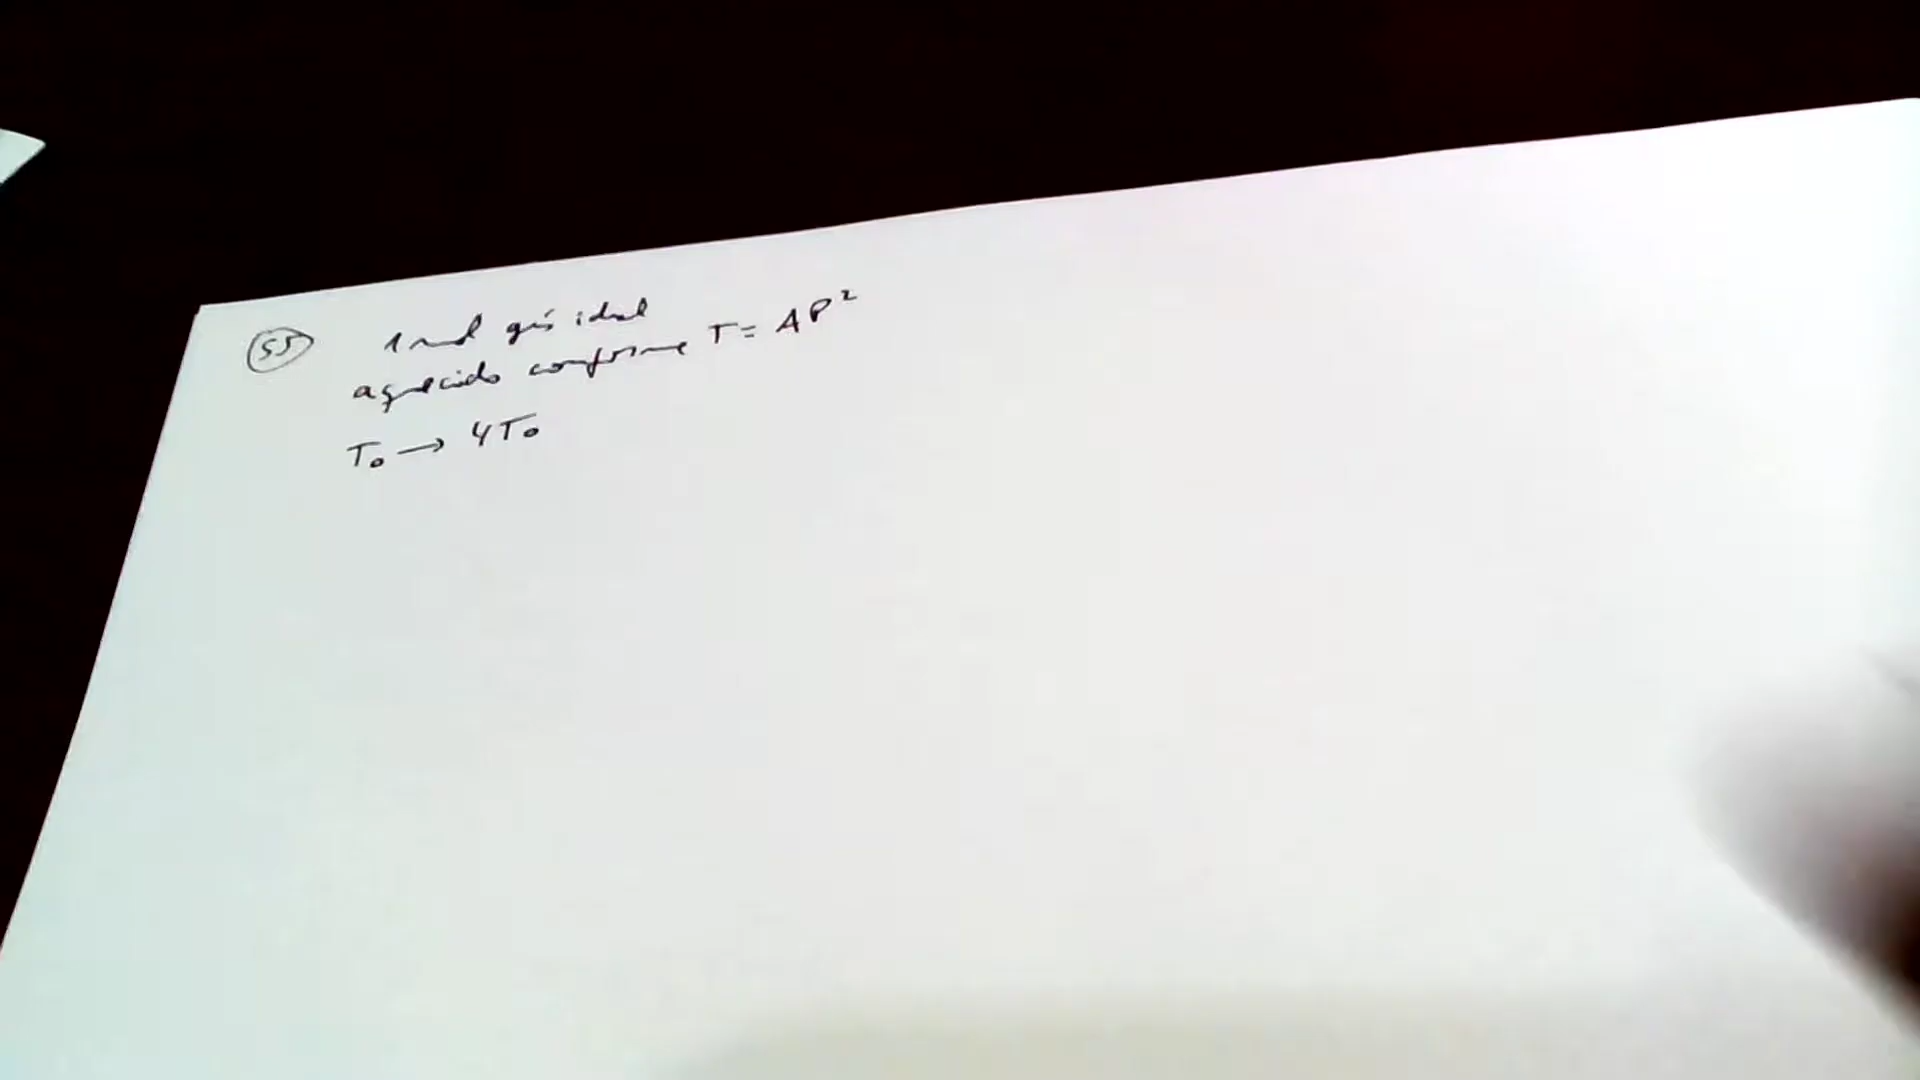 55 1 mol gás ideal
aquecido conforme T = AP²
T₀ → 4T₀